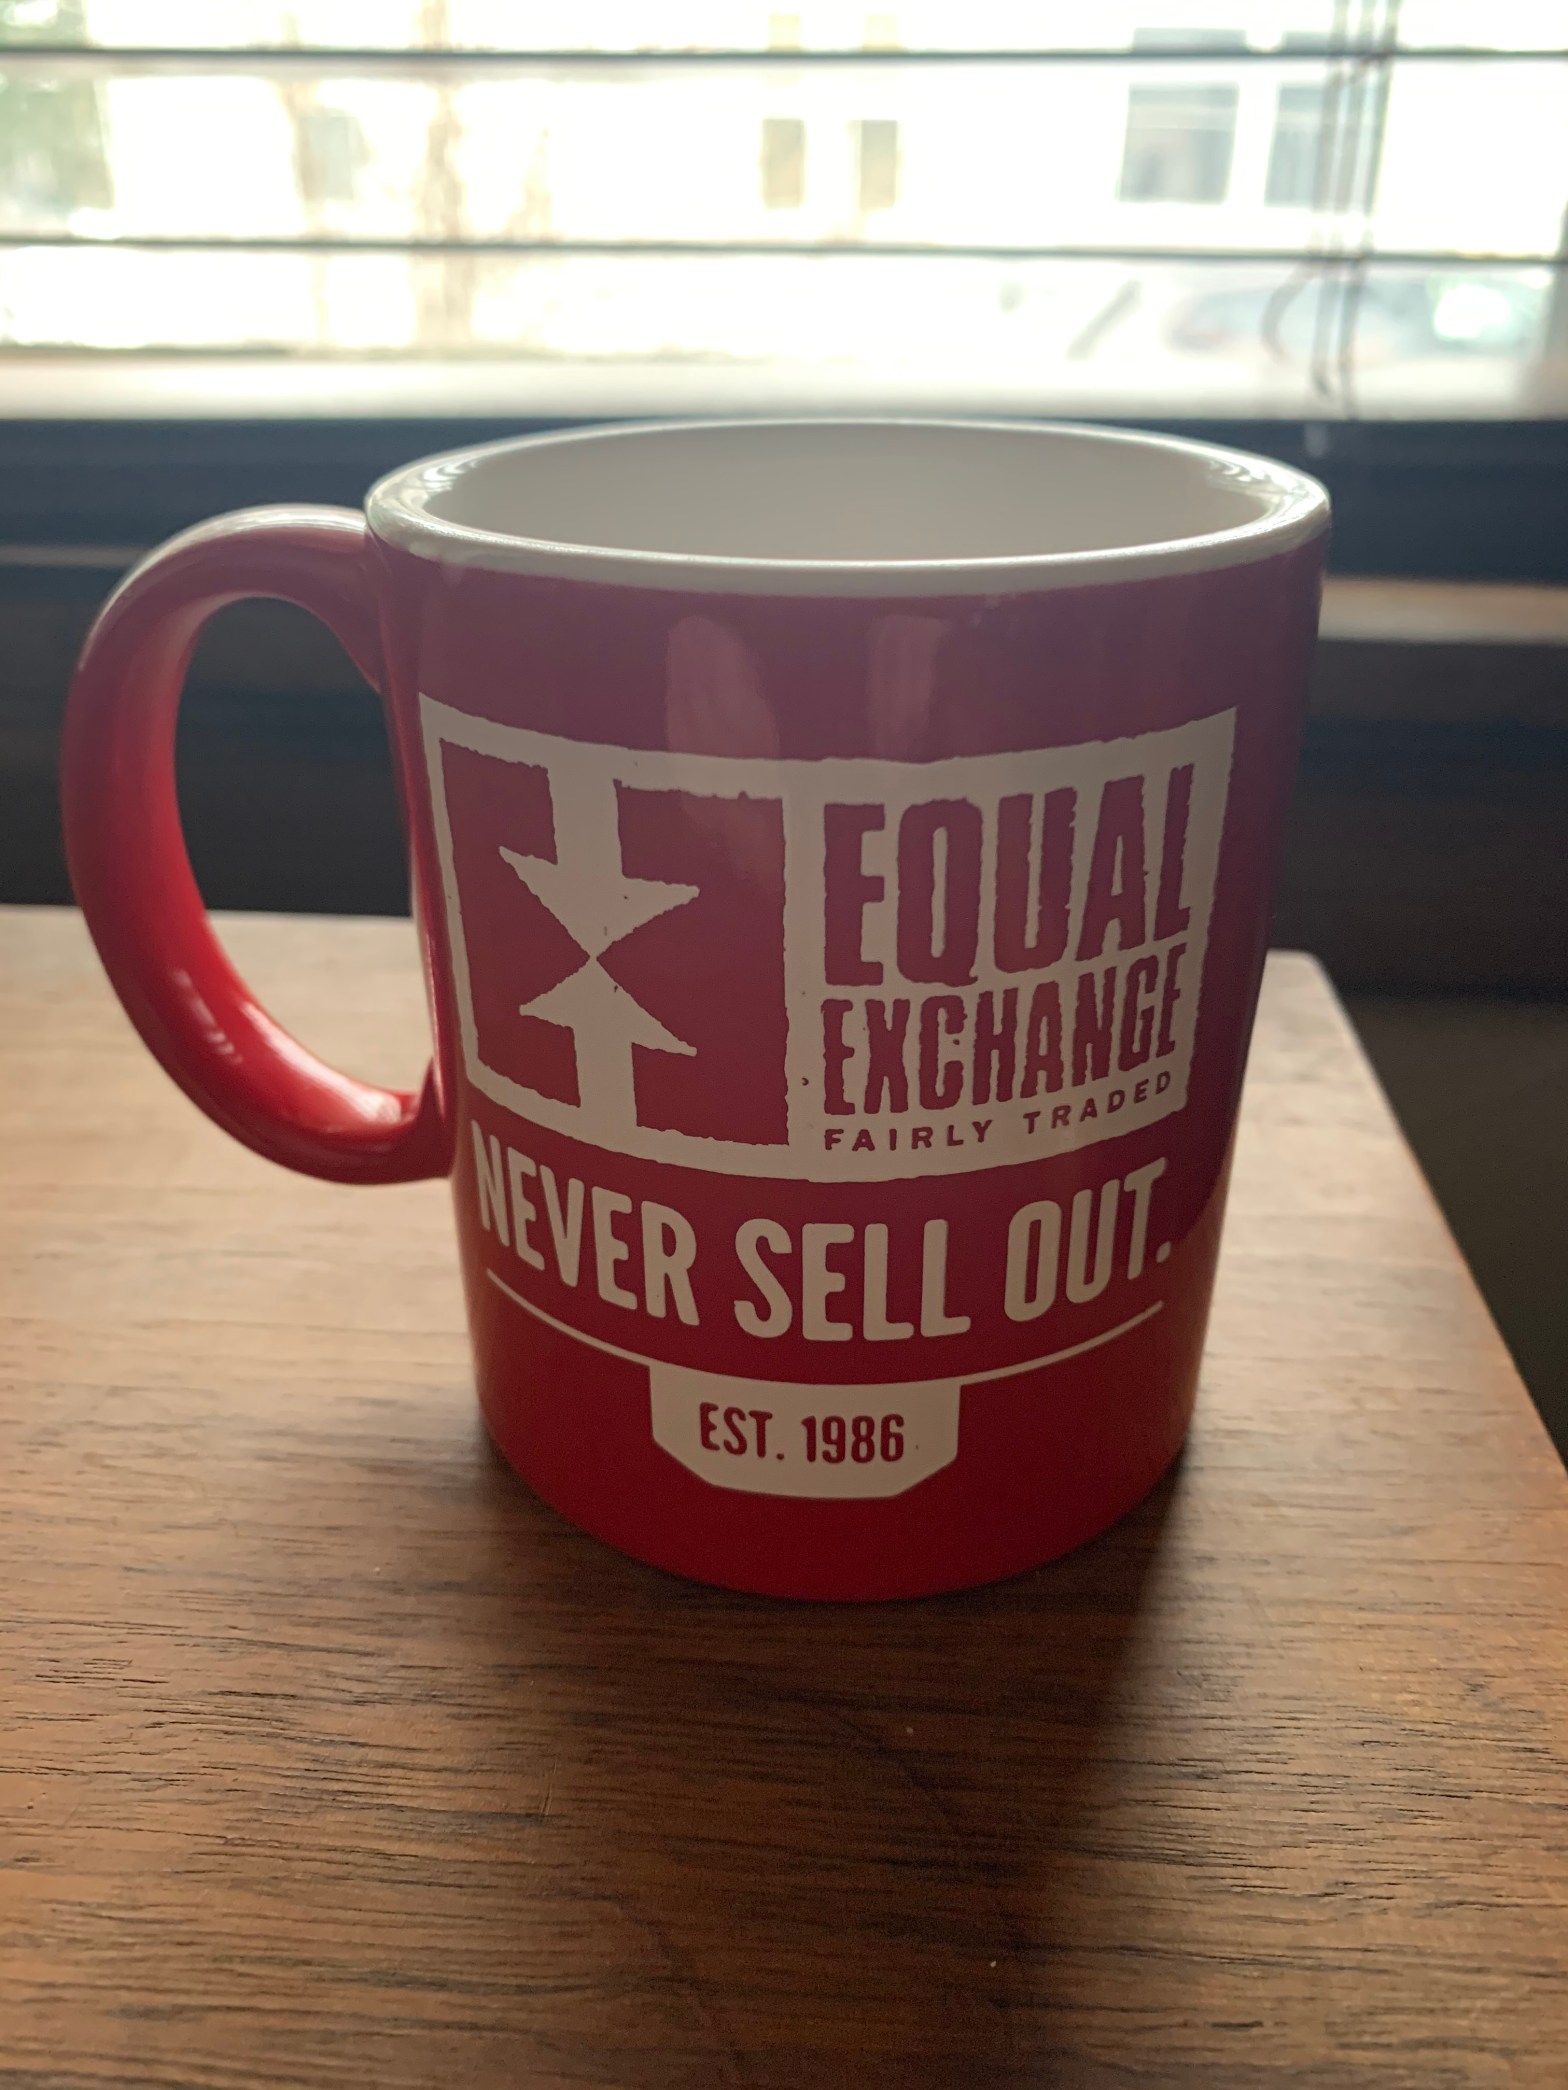 EQUAL
EXCHANGE
FAIRLY TRADED
NEVER SELL OUT.
EST. 1986